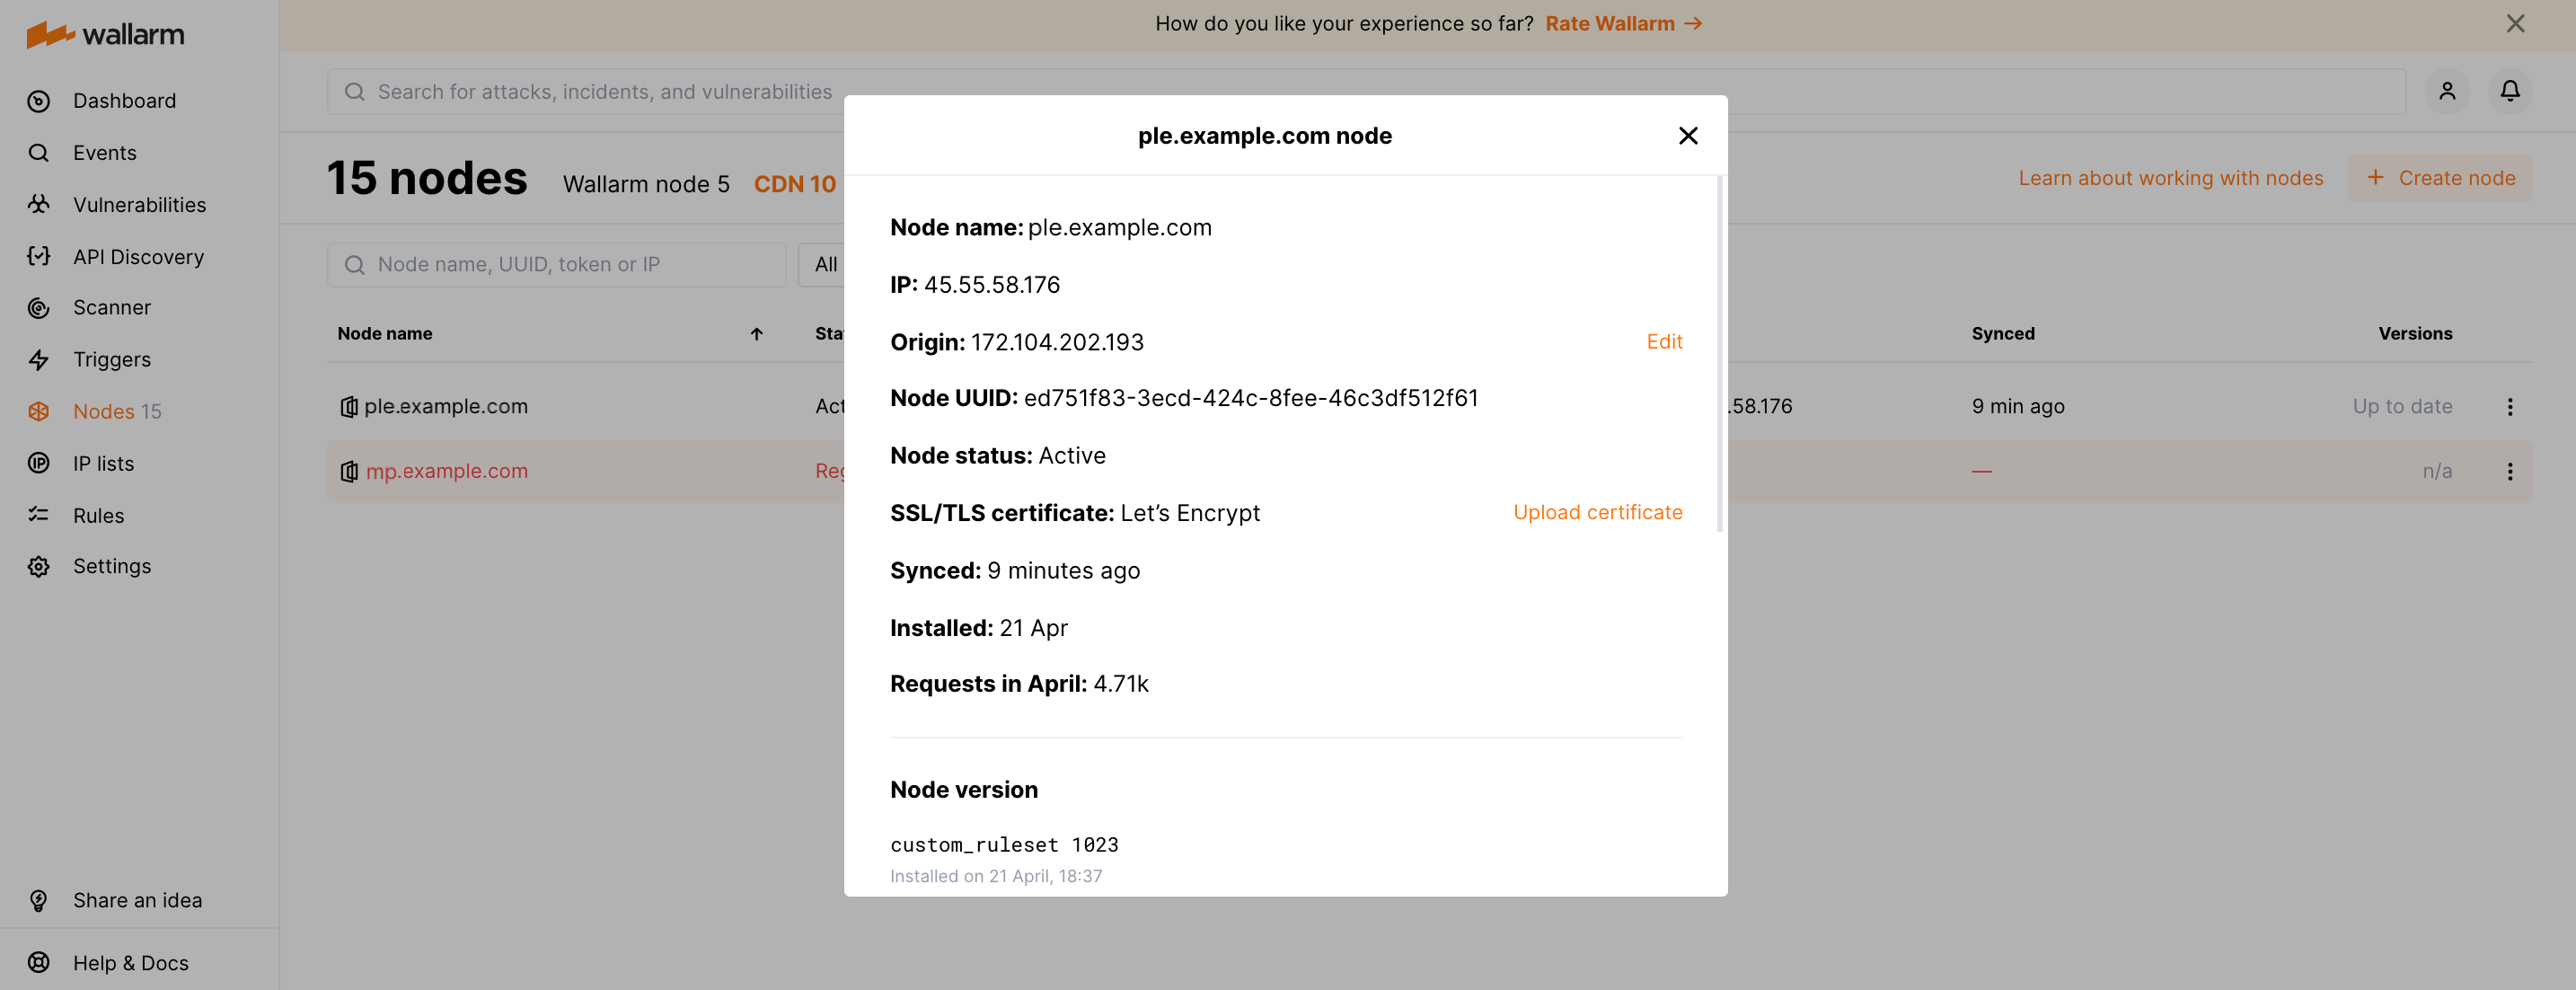 wallarm
How do you like your experience so far? Rate Wallarm →
Dashboard
Events
Vulnerabilities
API Discovery
Scanner
Triggers
Nodes 15
IP lists
Rules
Settings
Share an idea
Help & Docs
Search for attacks, incidents, and vulnerabilities
15 nodes Wallarm node 5 CDN 10
Learn about working with nodes + Create node
Node name, UUID, token or IP All
Node name Synced Versions
ple.example.com .58.176 9 min ago Up to date
mp.example.com — n/a
ple.example.com node
Node name: ple.example.com
IP: 45.55.58.176
Origin: 172.104.202.193 Edit
Node UUID: ed751f83-3ecd-424c-8fee-46c3df512f61
Node status: Active
SSL/TLS certificate: Let’s Encrypt Upload certificate
Synced: 9 minutes ago
Installed: 21 Apr
Requests in April: 4.71k
Node version
custom_ruleset 1023
Installed on 21 April, 18:37